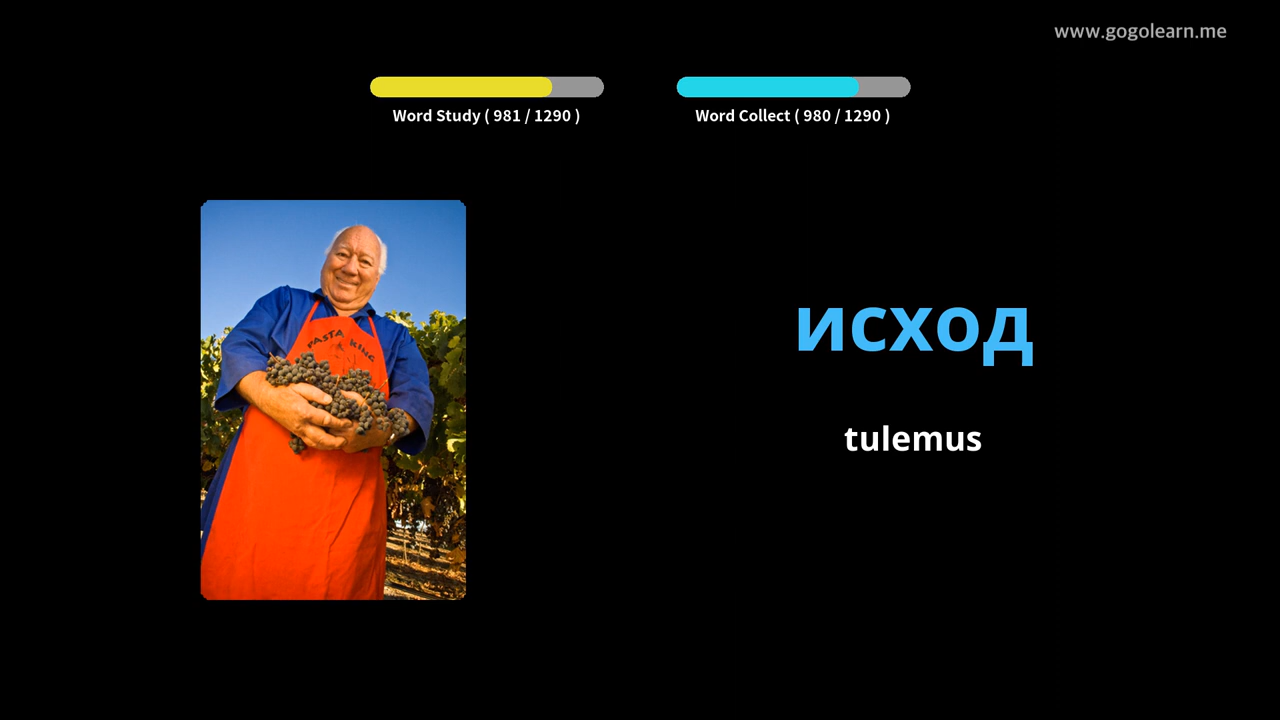 www.gogolearn.me
Word Study ( 981 / 1290 )
Word Collect ( 980 / 1290 )
PASTA KING
исход
tulemus